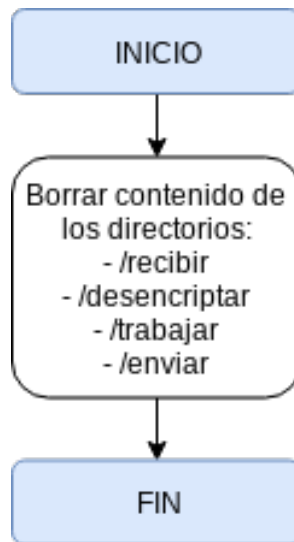 INICIO
Borrar contenido de
los directorios:
- /recibir
- /desencriptar
- /trabajar
- /enviar
FIN